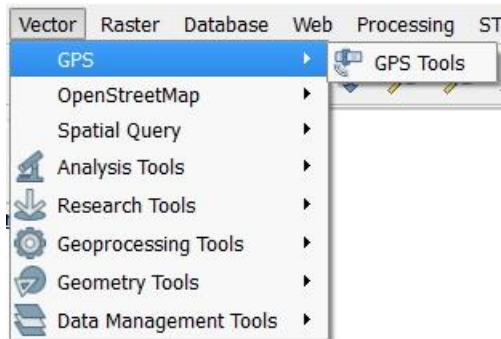 Vector Raster Database Web Processing ST
GPS
GPS Tools
OpenStreetMap
Spatial Query
Analysis Tools
Research Tools
Geoprocessing Tools
Geometry Tools
Data Management Tools